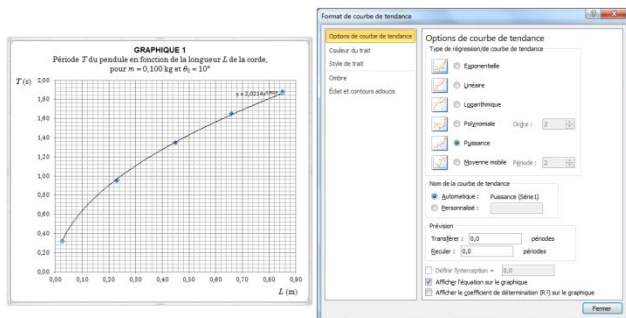 GRAPHIQUE 1
Période T du pendule en fonction de la longueur L de la corde,
pour m = 0,100 kg et θ₀ = 10°
T (s)
2,00
1,80
1,60
1,40
1,20
1,00
0,80
0,60
0,40
0,20
0,00
0,00 0,10 0,20 0,30 0,40 0,50 0,60 0,70 0,80 0,90
L (m)
Format de courbe de tendance
Options de courbe de tendance
Couleur du trait
Style de trait
Ombre
Éclat et contours adoucis
Options de courbe de tendance
Type de régression/de courbe de tendance
Exponentielle
Linéaire
Logarithmique
Polynomiale Ordre : 2
Puissance
Moyenne mobile Période : 2
Nom de la courbe de tendance
Automatique : Puissance (Série1)
Personnalisé :
Prévision
Transférer : 0,0 périodes
Reculer : 0,0 périodes
Définir l'interception = 0,0
Afficher l'équation sur le graphique
Afficher le coefficient de détermination (R²) sur le graphique
Fermer